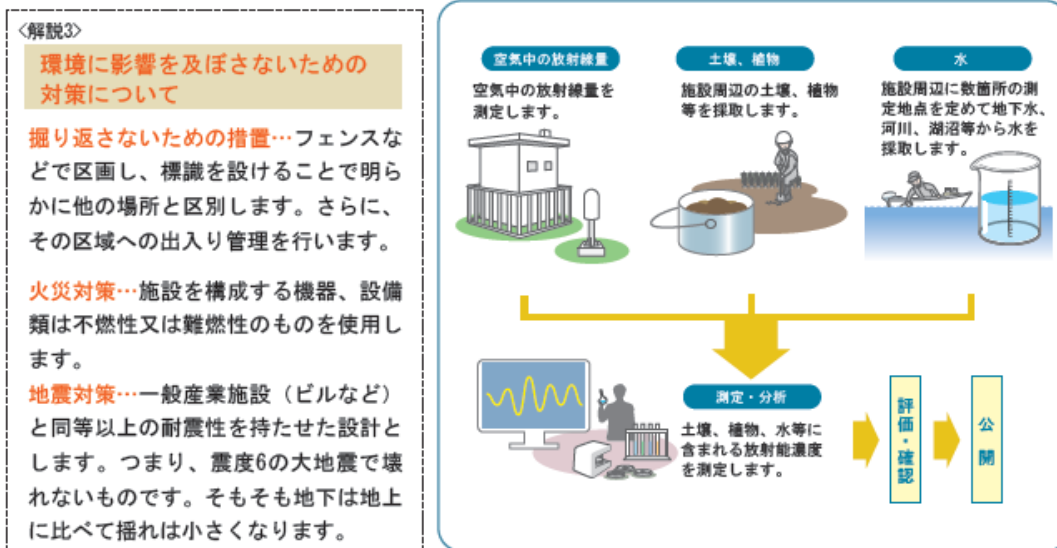 <解説3>
環境に影響を及ぼさないための
対策について
掘り返さないための措置…フェンスな
どで区画し、標識を設けることで明ら
かに他の場所と区別します。さらに、
その区域への出入り管理を行います。
火災対策…施設を構成する機器、設備
類は不燃性又は難燃性のものを使用し
ます。
地震対策…一般産業施設（ビルなど）
と同等以上の耐震性を持たせた設計と
します。つまり、震度6の大地震で壊
れないものです。そもそも地下は地上
に比べて揺れは小さくなります。
空気中の放射線量
空気中の放射線量を
測定します。
土壌、植物
施設周辺の土壌、植物
等を採取します。
水
施設周辺に数箇所の測
定地点を定めて地下水、
河川、湖沼等から水を
採取します。
測定・分析
土壌、植物、水等に
含まれる放射能濃度
を測定します。
評価・確認
公開